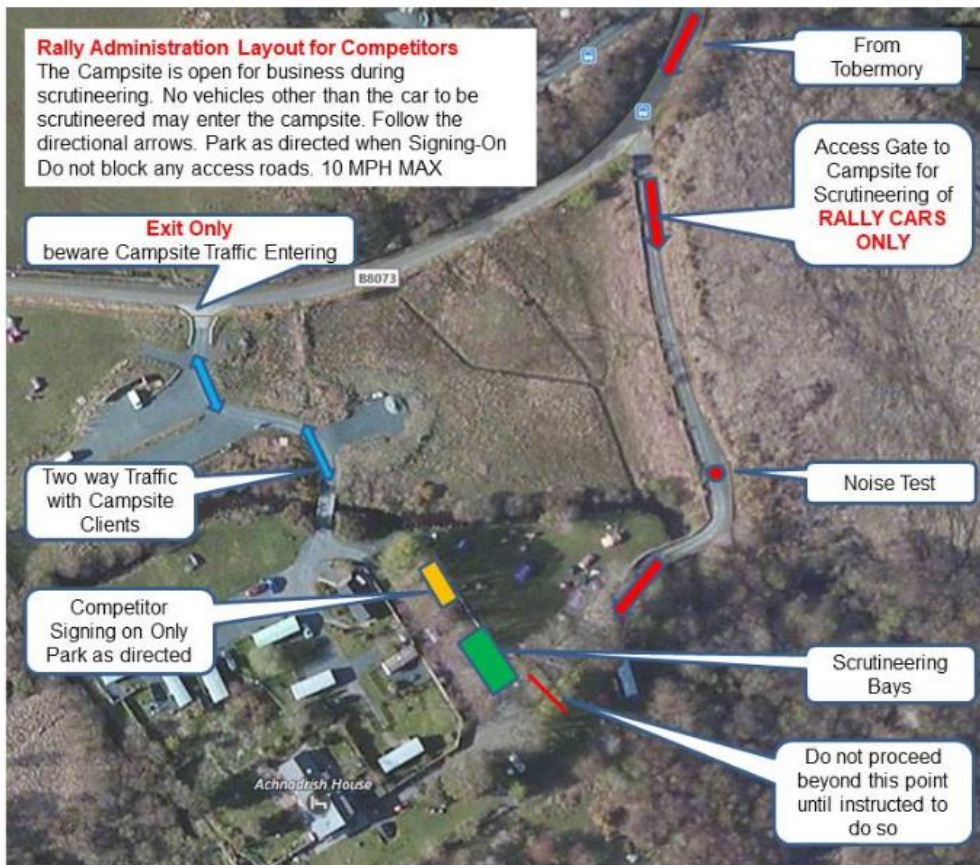 Rally Administration Layout for Competitors
The Campsite is open for business during
scrutineering. No vehicles other than the car to be
scrutineered may enter the campsite. Follow the
directional arrows. Park as directed when Signing-On
Do not block any access roads. 10 MPH MAX
From
Tobermory
Access Gate to
Campsite for
Scrutineering of
RALLY CARS
ONLY
Exit Only
beware Campsite Traffic Entering
B8073
Two way Traffic
with Campsite
Clients
Noise Test
Competitor
Signing on Only
Park as directed
Scrutineering
Bays
Do not proceed
beyond this point
until instructed to
do so
Achnadrish House